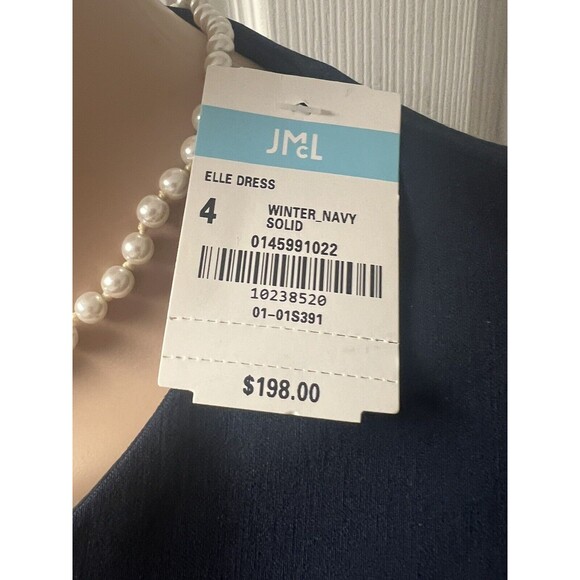 JMcL
ELLE DRESS
4 WINTER_NAVY
SOLID
0145991022
10238520
01-01S391
$198.00